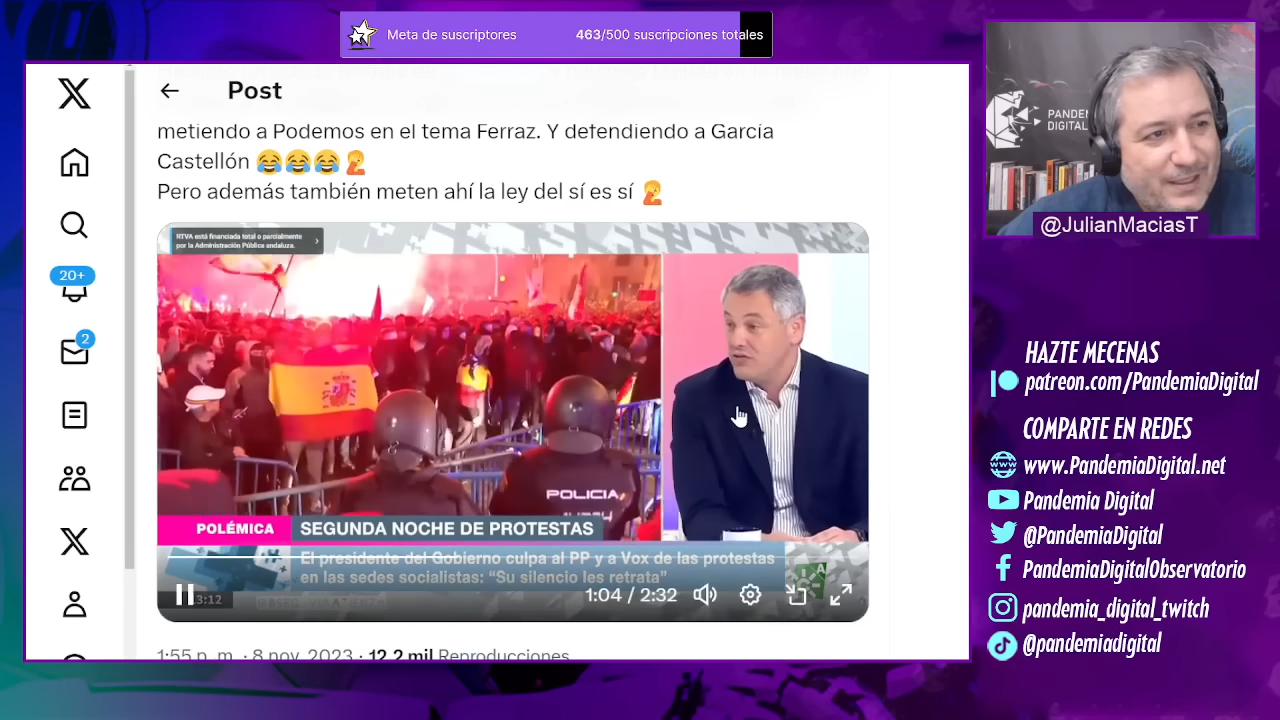 Meta de suscriptores 463/500 suscripciones totales
Post
metiendo a Podemos en el tema Ferraz. Y defendiendo a García
Castellón 😂😂😂🤦
Pero además también meten ahí la ley del sí es sí 🤦
20+
2
RTVA está financiada total o parcialmente
por la Administración Pública andaluza.
POLICIA
POLÉMICA
SEGUNDA NOCHE DE PROTESTAS
El presidente del Gobierno culpa al PP y a Vox de las protestas
en las sedes socialistas: “Su silencio les retrata”
3:12
1:04 / 2:32
1:55 p. m. · 8 nov. 2023 · 12,2 mil Reproducciones
PANDEM
DIGITAL
@JulianMaciasT
HAZTE MECENAS
patreon.com/PandemiaDigital
COMPARTE EN REDES
www.PandemiaDigital.net
Pandemia Digital
@PandemiaDigital
PandemiaDigitalObservatorio
pandemia_digital_twitch
@pandemiadigital